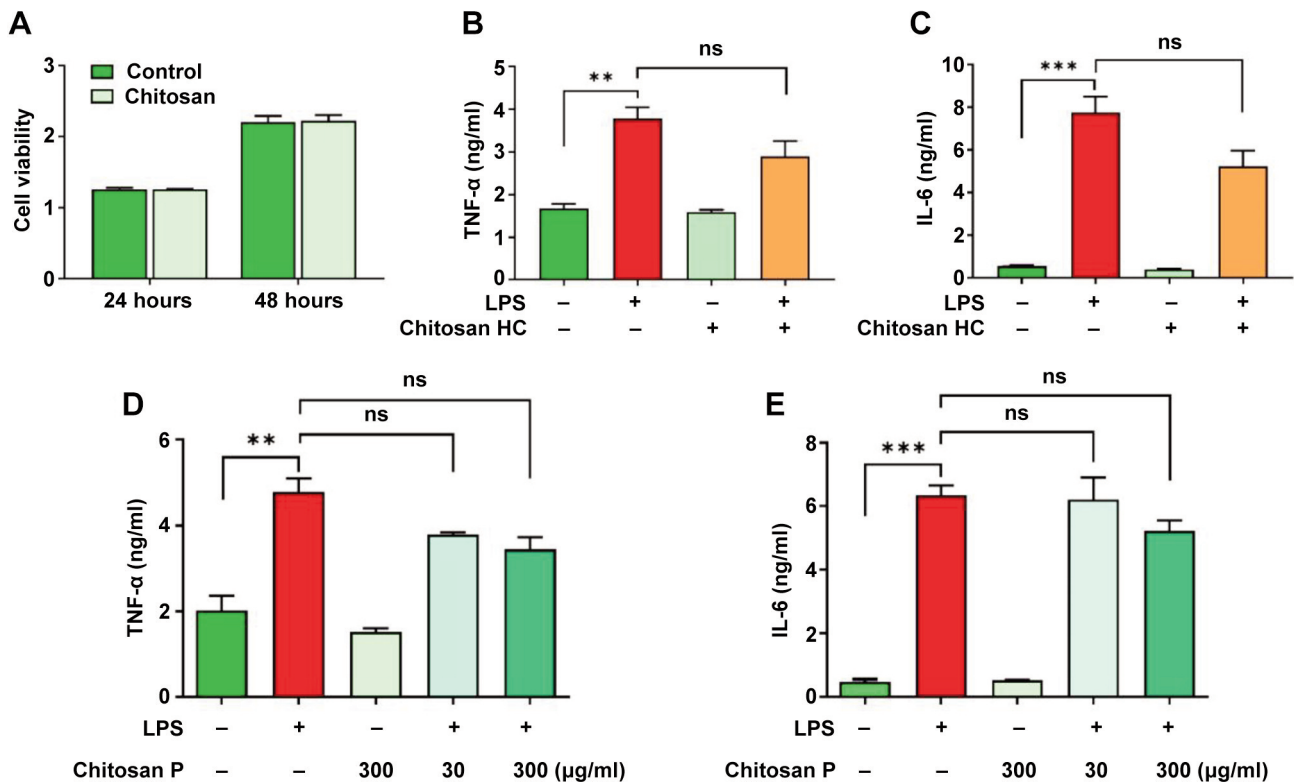 A
3
2
1
0
Cell viability
Control
Chitosan
24 hours
48 hours
B
5
4
3
2
1
0
TNF-α (ng/ml)
**
ns
LPS – + – +
Chitosan HC – – + +
C
10
8
6
4
2
0
IL-6 (ng/ml)
***
ns
LPS – + – +
Chitosan HC – – + +
D
6
4
2
0
TNF-α (ng/ml)
**
ns
ns
LPS – + – + +
Chitosan P – – 300 30 300 (µg/ml)
E
8
6
4
2
0
IL-6 (ng/ml)
***
ns
ns
LPS – + – + +
Chitosan P – – 300 30 300 (µg/ml)